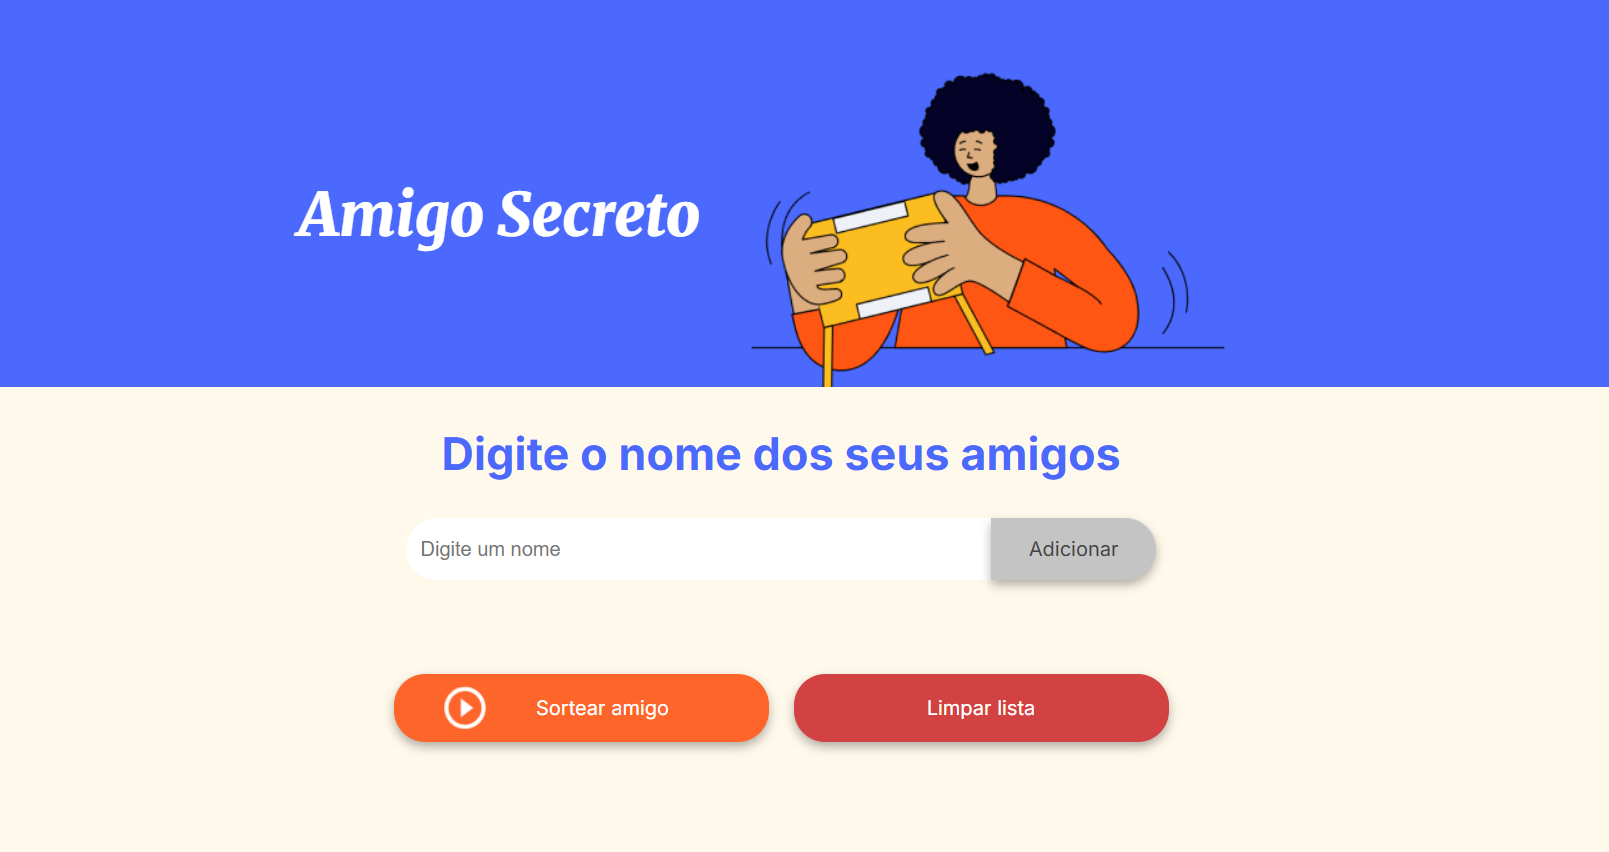 Amigo Secreto
Digite o nome dos seus amigos
Digite um nome
Adicionar
Sortear amigo
Limpar lista